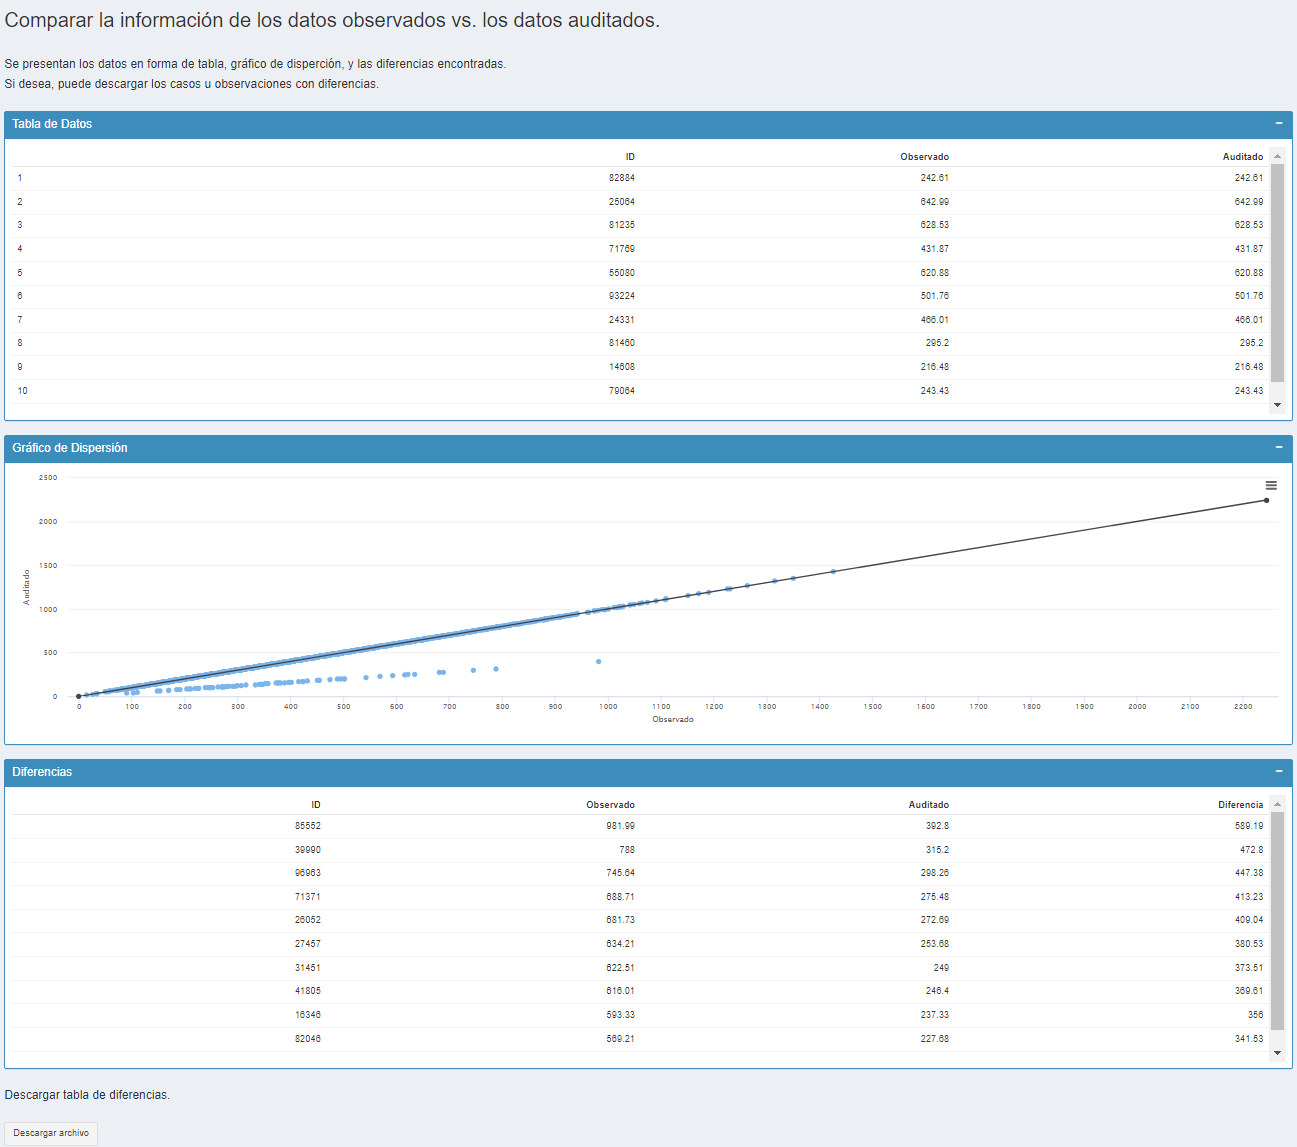 Comparar la información de los datos observados vs. los datos auditados.
Se presentan los datos en forma de tabla, gráfico de disperción, y las diferencias encontradas.
Si desea, puede descargar los casos u observaciones con diferencias.
Tabla de Datos
ID Observado Auditado
1 82884 242.61 242.61
2 25064 642.99 642.99
3 81235 628.53 628.53
4 71769 431.87 431.87
5 55080 620.88 620.88
6 93224 501.76 501.76
7 24331 466.01 466.01
8 81460 295.2 295.2
9 14608 216.48 216.48
10 79064 243.43 243.43
Gráfico de Dispersión
2500
2000
1500
1000
500
0
Auditado
0 100 200 300 400 500 600 700 800 900 1000 1100 1200 1300 1400 1500 1600 1700 1800 1900 2000 2100 2200
Observado
Diferencias
ID Observado Auditado Diferencia
85552 981.99 392.8 589.19
39990 788 315.2 472.8
96963 745.64 298.26 447.38
71371 688.71 275.48 413.23
26052 681.73 272.69 409.04
27457 634.21 253.68 380.53
31451 622.51 249 373.51
41805 616.01 246.4 369.61
16346 593.33 237.33 356
82046 569.21 227.68 341.53
Descargar tabla de diferencias.
Descargar archivo